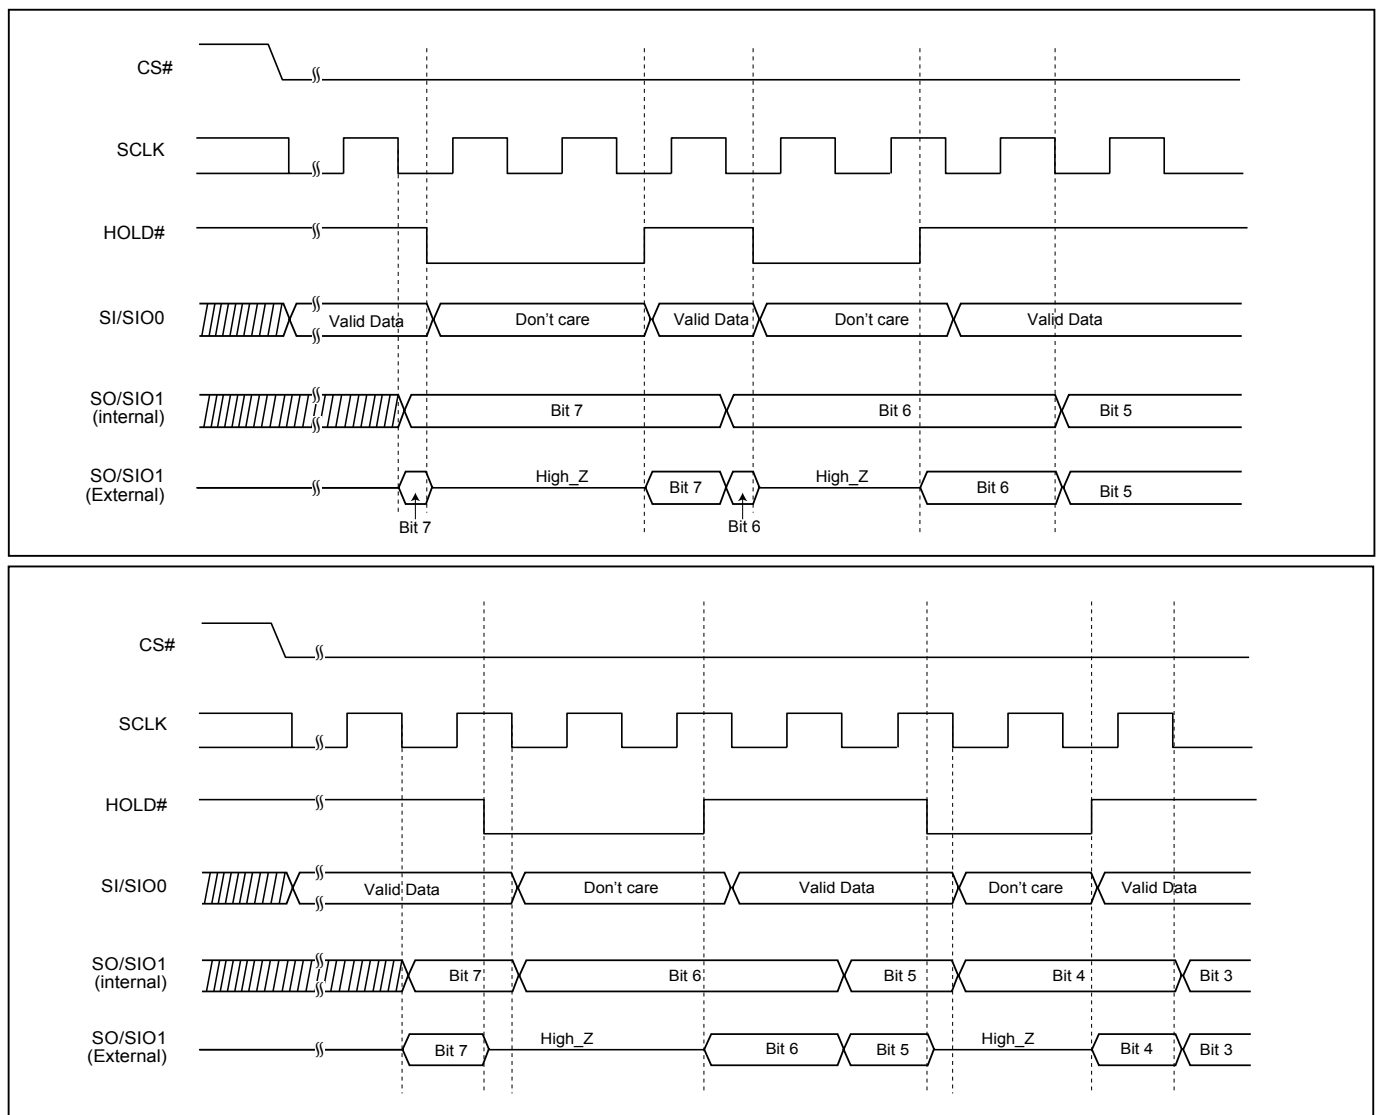 CS#
SCLK
HOLD#
SI/SIO0
Valid Data
Don't care
Valid Data
Don't care
Valid Data
SO/SIO1
(internal)
Bit 7
Bit 6
Bit 5
SO/SIO1
(External)
High_Z
Bit 7
High_Z
Bit 6
Bit 5
Bit 7
Bit 6
CS#
SCLK
HOLD#
SI/SIO0
Valid Data
Don't care
Valid Data
Don't care
Valid Data
SO/SIO1
(internal)
Bit 7
Bit 6
Bit 5
Bit 4
Bit 3
SO/SIO1
(External)
Bit 7
High_Z
Bit 6
Bit 5
High_Z
Bit 4
Bit 3